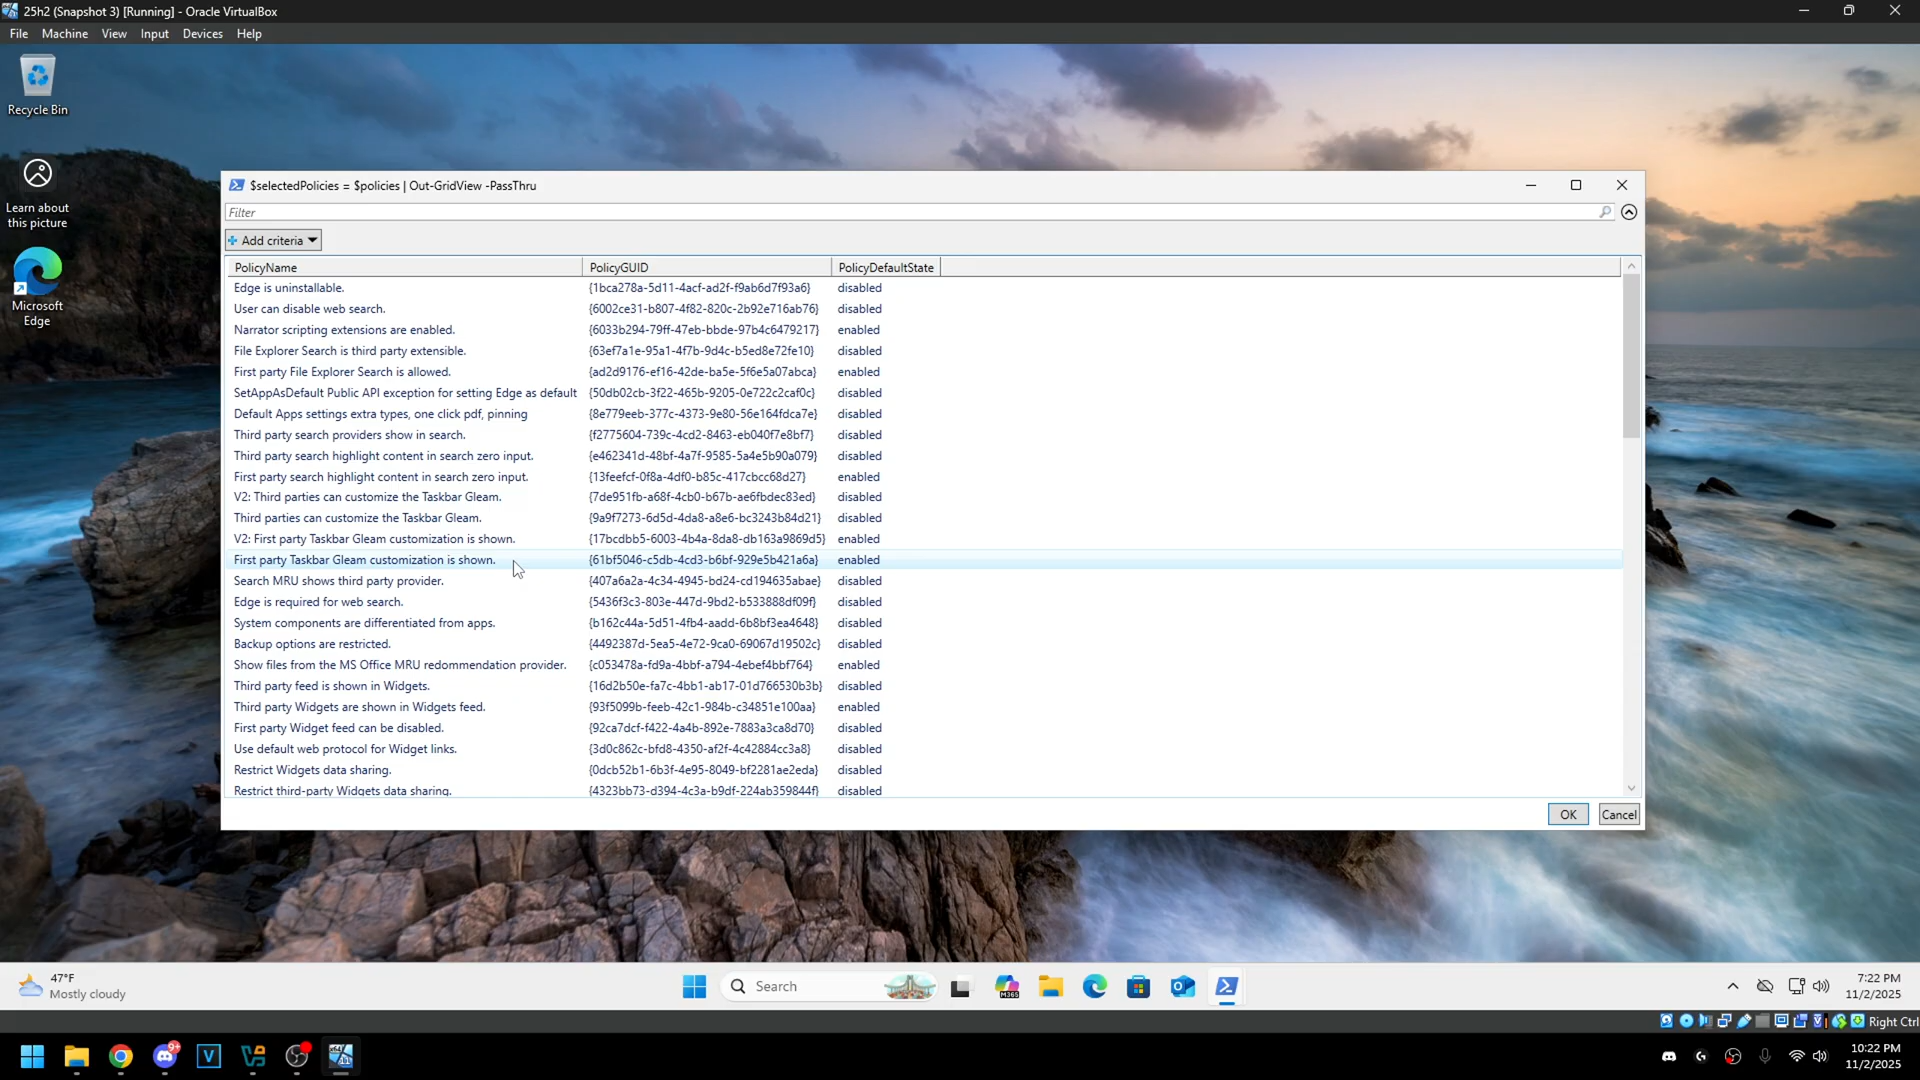 25h2 (Snapshot 3) [Running] - Oracle VirtualBox
File Machine View Input Devices Help
Recycle Bin
Learn about
this picture
Microsoft
Edge
$selectedPolicies = $policies | Out-GridView -PassThru
Filter
Add criteria
PolicyName PolicyGUID PolicyDefaultState
Edge is uninstallable. {1bca278a-5d11-4acf-ad2f-f9ab6d7f93a6} disabled
User can disable web search. {6002ce31-b807-4f82-820c-2b92e716ab76} disabled
Narrator scripting extensions are enabled. {6033b294-79ff-47eb-bbde-97b4c6479217} enabled
File Explorer Search is third party extensible. {63ef7a1e-95a1-4f7b-9d4c-b5ed8e72fe10} disabled
First party File Explorer Search is allowed. {ad2d9176-ef16-42de-ba5e-5f6e5a07abca} enabled
SetAppAsDefault Public API exception for setting Edge as default {50db02cb-3f22-465b-9205-0e722c2caf0c} disabled
Default Apps settings extra types, one click pdf, pinning {8e779eeb-377c-4373-9e80-56e164fdca7e} disabled
Third party search providers show in search. {f2775604-739c-4cd2-8463-eb040f7e8bf7} disabled
Third party search highlight content in search zero input. {e462341d-48bf-4a7f-9585-5a4e5b90a079} disabled
First party search highlight content in search zero input. {13feefcf-0f8a-4df0-b85c-417cbcc68d27} enabled
V2: Third parties can customize the Taskbar Gleam. {7de951fb-a68f-4cb0-b67b-ae6fbdec83ed} disabled
Third parties can customize the Taskbar Gleam. {9a9f7273-6d5d-4da8-a8e6-bc3243b84d21} disabled
V2: First party Taskbar Gleam customization is shown. {17bcdbb5-6003-4b4a-8da8-db163a9869d5} enabled
First party Taskbar Gleam customization is shown. {61bf5046-c5db-4cd3-b6bf-929e5b421a6a} enabled
Search MRU shows third party provider. {407a6a2a-4c34-4945-bd24-cd194635abae} disabled
Edge is required for web search. {5436f3c3-803e-447d-9bd2-b533888df09f} disabled
System components are differentiated from apps. {b162c44a-5d51-4fb4-aadd-6b8bf3ea4648} disabled
Backup options are restricted. {4492387d-5ea5-4e72-9ca0-69067d19502c} disabled
Show files from the MS Office MRU redommendation provider. {c053478a-fd9a-4bbf-a794-4ebef4bbf764} enabled
Third party feed is shown in Widgets. {16d2b50e-fa7c-4bb1-ab17-01d766530b3b} disabled
Third party Widgets are shown in Widgets feed. {93f5099b-feeb-42c1-984b-c34851e100aa} enabled
First party Widget feed can be disabled. {92ca7dcf-f422-4a4b-892e-7883a3ca8d70} disabled
Use default web protocol for Widget links. {3d0c862c-bfd8-4350-af2f-4c42884cc3a8} disabled
Restrict Widgets data sharing. {0dcb52b1-6b3f-4e95-8049-bf2281ae2eda} disabled
Restrict third-party Widgets data sharing. {4323bb73-d394-4c3a-b9df-224ab359844f} disabled
OK Cancel
47°F
Mostly cloudy
Search
M365
7:22 PM
11/2/2025
Right Ctrl
9+
V
10:22 PM
11/2/2025